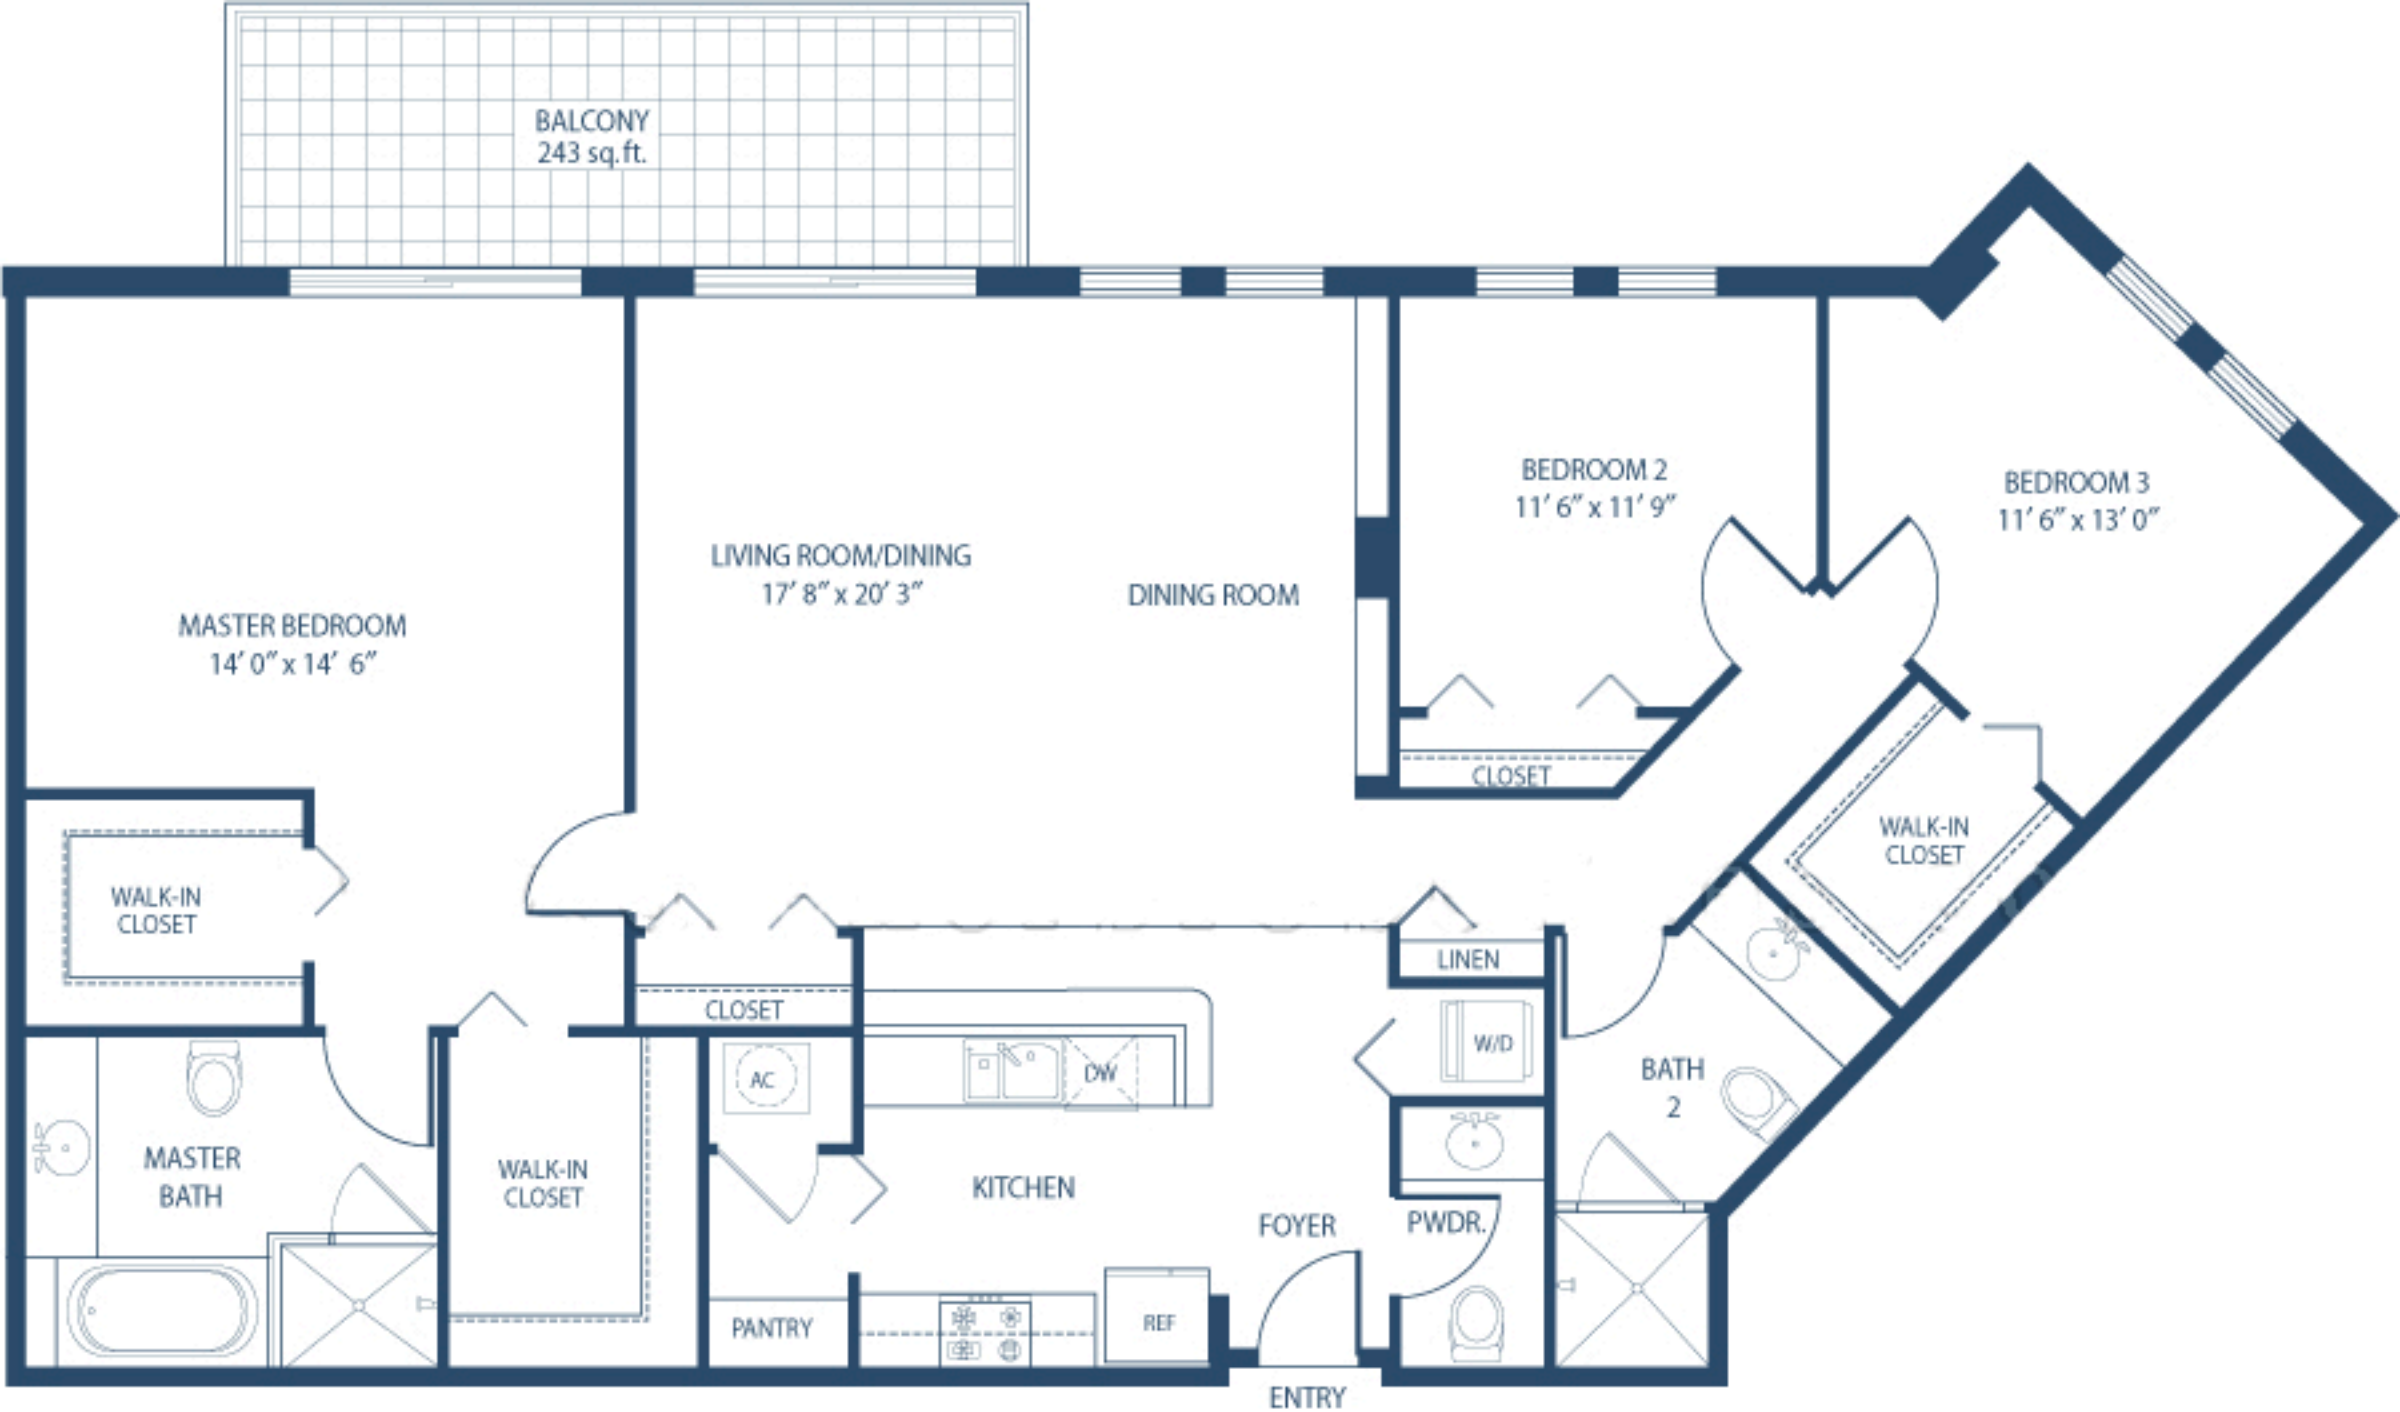 BALCONY
243 sq. ft.
BEDROOM 2
11' 6" x 11' 9"
BEDROOM 3
11' 6" x 13' 0"
LIVING ROOM/DINING
17' 8" x 20' 3"
DINING ROOM
MASTER BEDROOM
14' 0" x 14' 6"
CLOSET
WALK-IN
CLOSET
WALK-IN
CLOSET
LINEN
CLOSET
W/D
BATH
2
AC
DW
MASTER
BATH
WALK-IN
CLOSET
KITCHEN
FOYER
PWDR.
PANTRY
REF
ENTRY